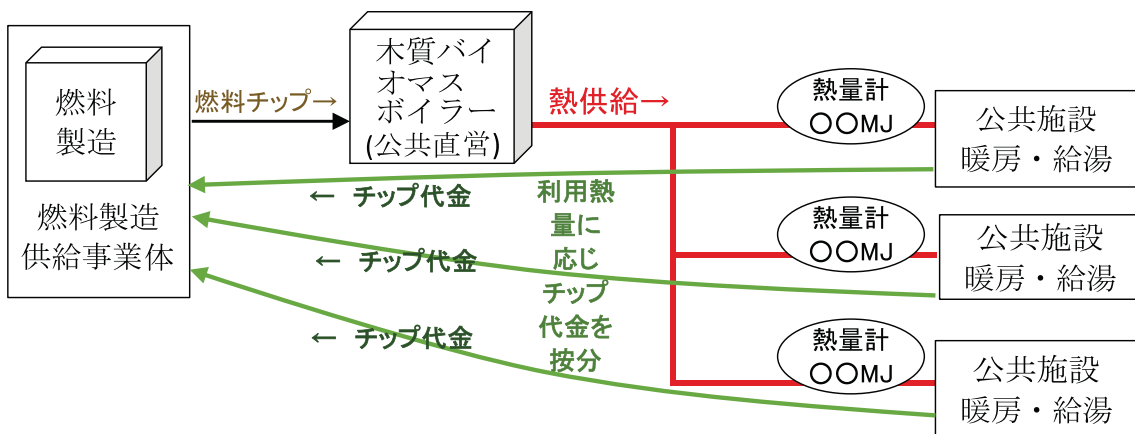 燃料
製造
燃料製造
供給事業体
燃料チップ→
木質バイ
オマス
ボイラー
(公共直営)
熱供給→
熱量計
〇〇MJ
公共施設
暖房・給湯
← チップ代金
利用熱
量に
応じ
チップ
代金を
按分
熱量計
〇〇MJ
公共施設
暖房・給湯
← チップ代金
熱量計
〇〇MJ
公共施設
暖房・給湯
← チップ代金